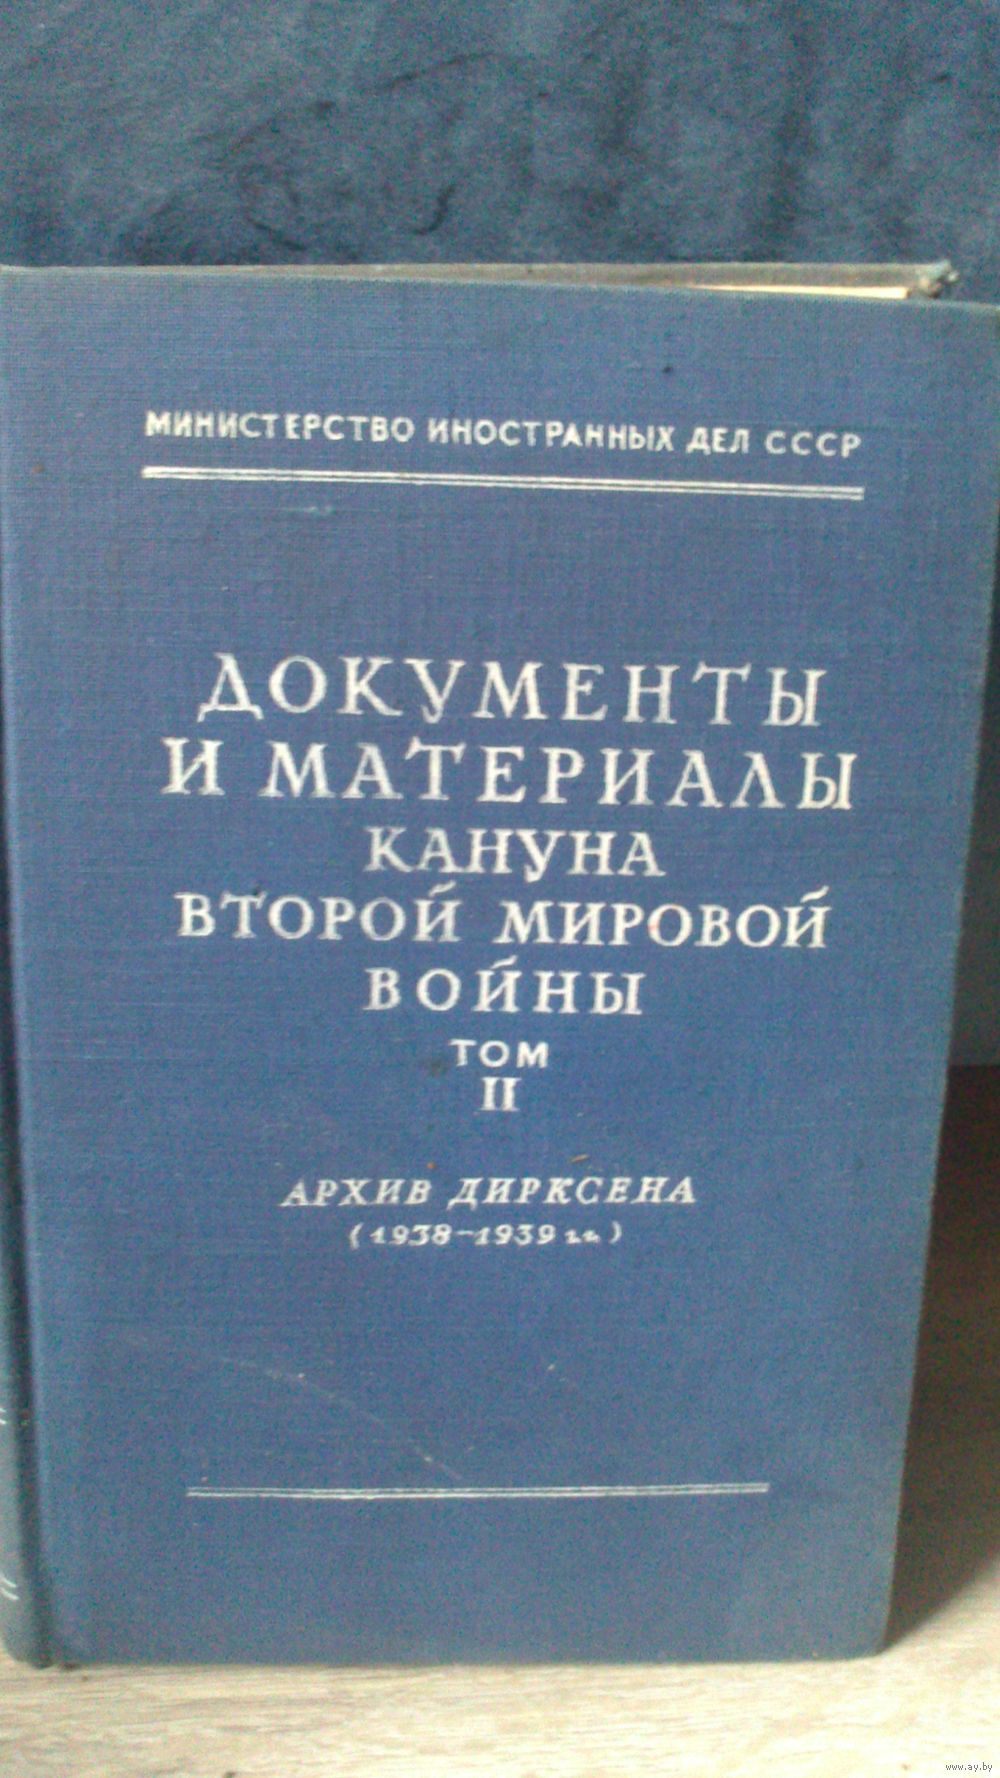 МИНИСТЕРСТВО ИНОСТРАННЫХ ДЕЛ СССР
ДОКУМЕНТЫ
И МАТЕРИАЛЫ
КАНУНА
ВТОРОЙ МИРОВОЙ
ВОЙНЫ
ТОМ
II
АРХИВ ДИРКСЕНА
(1938–1939 гг.)
www.ay.by